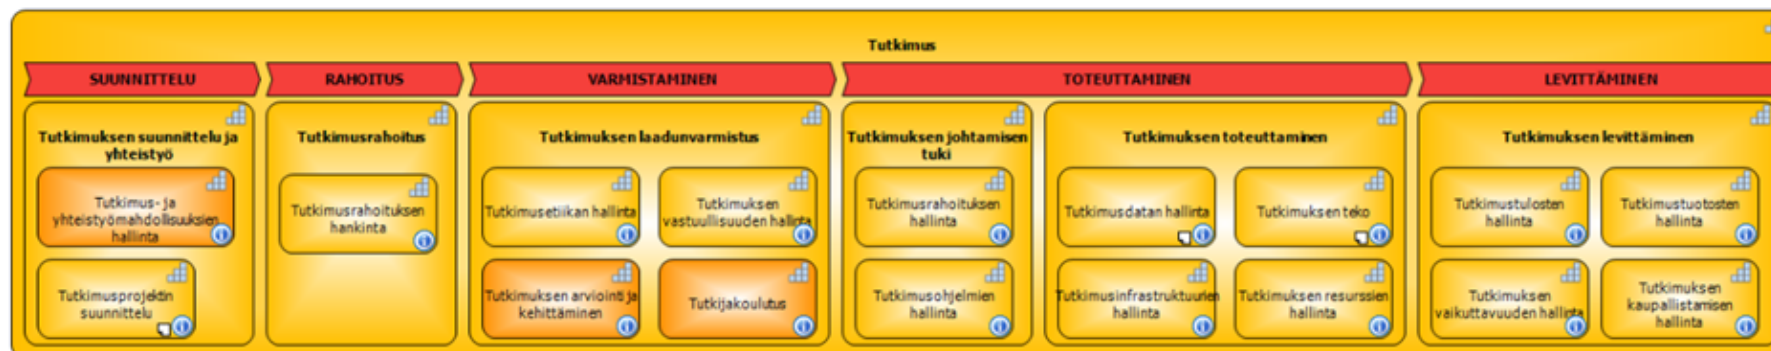 Tutkimus
SUUNNITTELU
RAHOITUS
VARMISTAMINEN
TOTEUTTAMINEN
LEVITTÄMINEN
Tutkimuksen suunnittelu ja
yhteistyö
Tutkimus- ja
yhteistyömahdollisuuksien
hallinta
Tutkimusprojektin
suunnittelu
Tutkimusrahoitus
Tutkimusrahoituksen
hankinta
Tutkimuksen laadunvarmistus
Tutkimusetiikan hallinta
Tutkimuksen
vastuullisuuden hallinta
Tutkimuksen arviointi ja
kehittäminen
Tutkijakoulutus
Tutkimuksen johtamisen
tuki
Tutkimusrahoituksen
hallinta
Tutkimusohjelmien
hallinta
Tutkimuksen toteuttaminen
Tutkimusdatan hallinta
Tutkimuksen teko
Tutkimusinfrastruktuurien
hallinta
Tutkimuksen resurssien
hallinta
Tutkimuksen levittäminen
Tutkimustulosten
hallinta
Tutkimustuotosten
hallinta
Tutkimuksen
vaikuttavuuden hallinta
Tutkimuksen
kaupallistamisen
hallinta